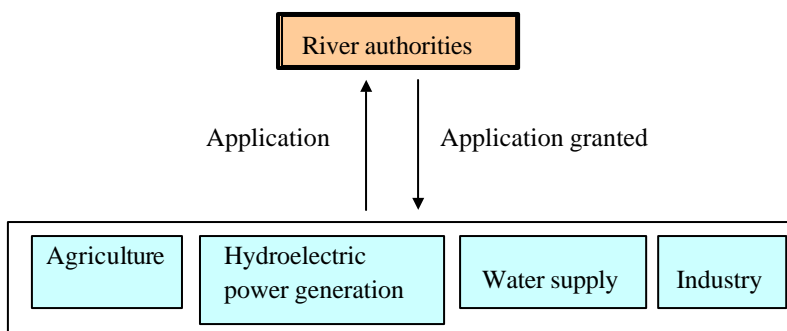 River authorities
Application
Application granted
Agriculture
Hydroelectric
power generation
Water supply
Industry